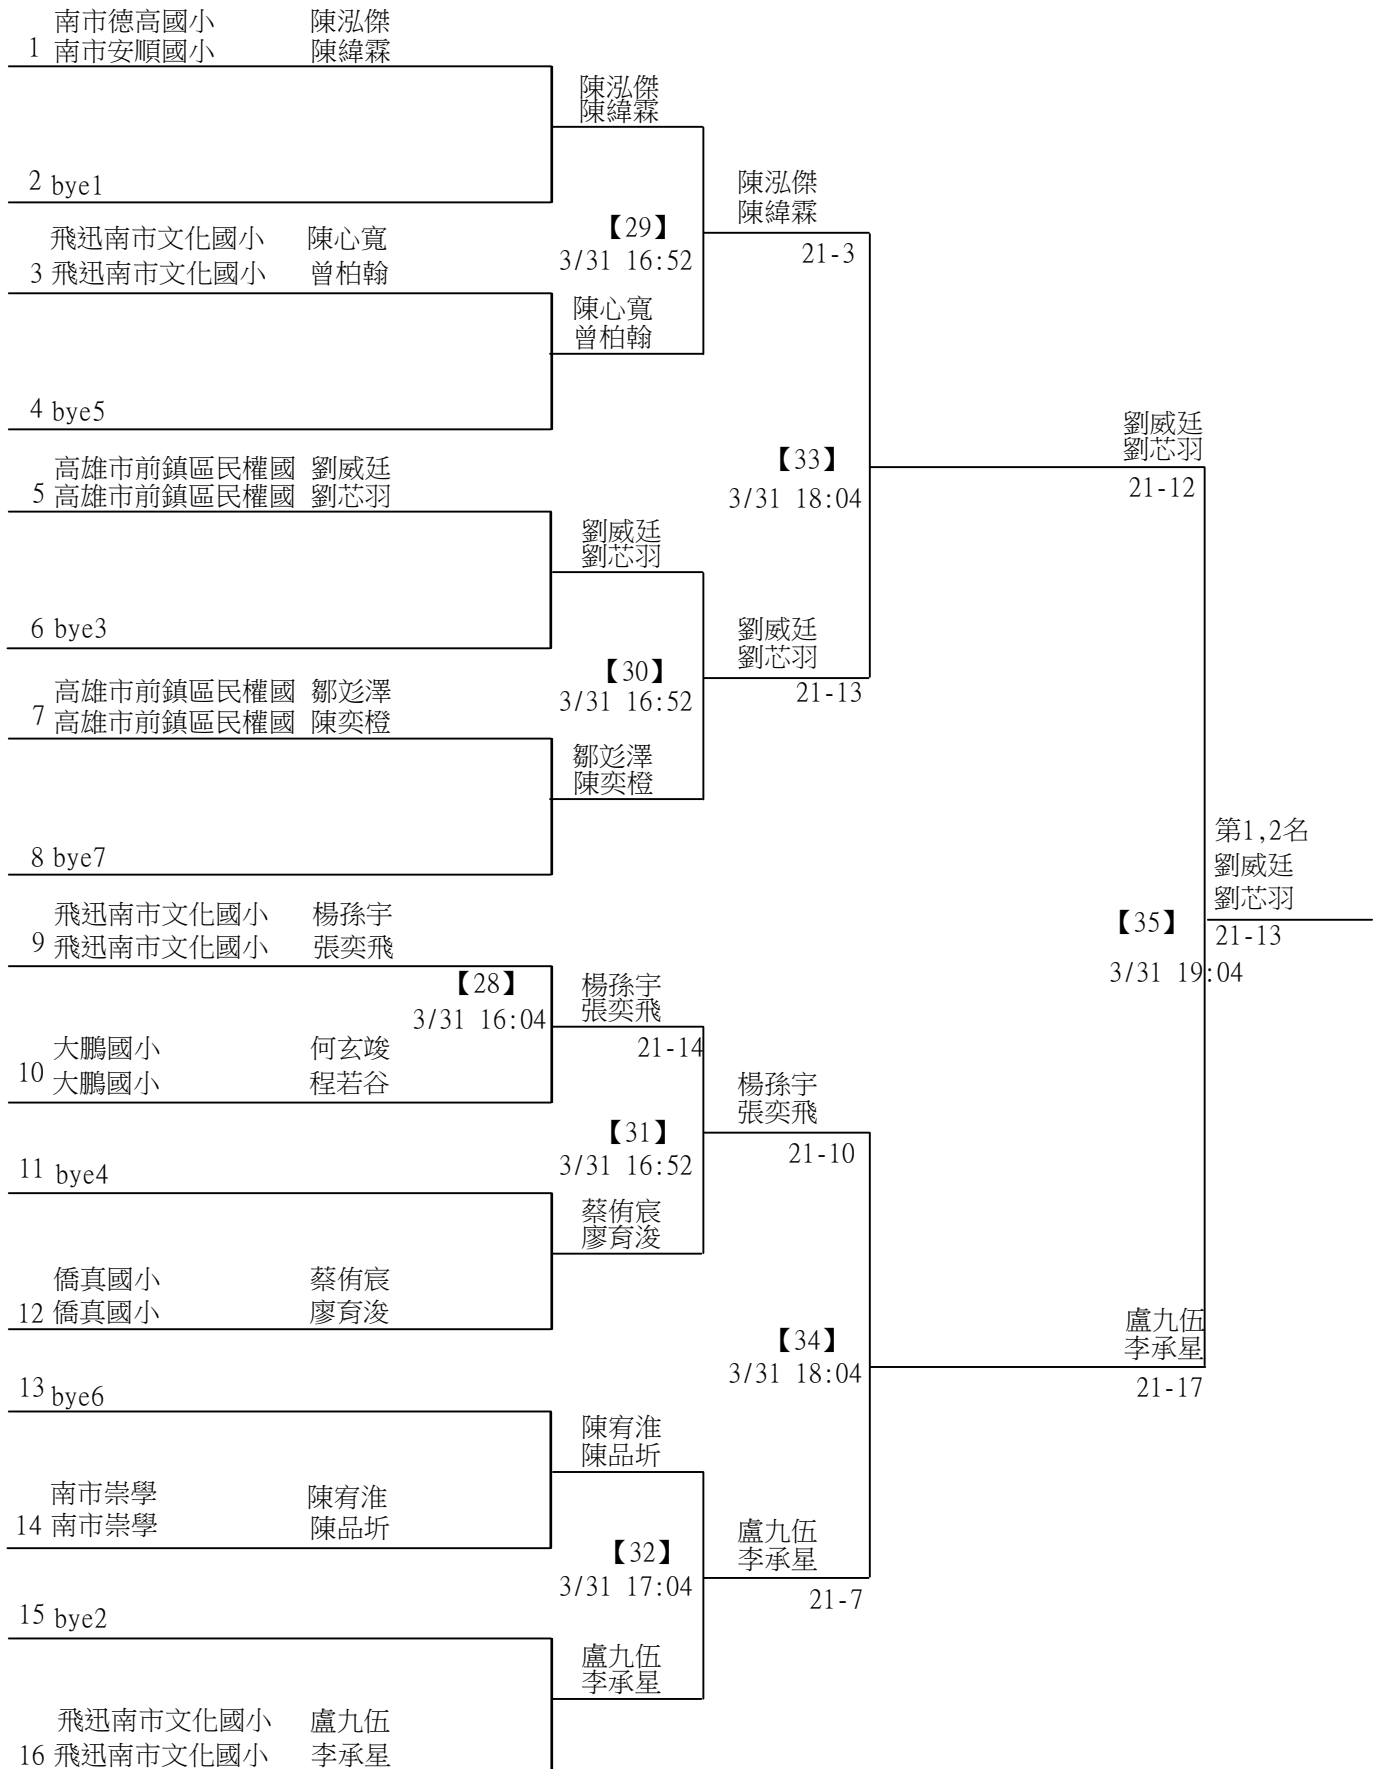 南市德高國小 陳泓傑
1 南市安順國小 陳緯霖
陳泓傑
陳緯霖
2 bye1
陳泓傑
陳緯霖
【29】
21-3
3/31 16:52
飛迅南市文化國小 陳心寬
3 飛迅南市文化國小 曾柏翰
陳心寬
曾柏翰
4 bye5
劉威廷
劉芯羽
【33】
21-12
3/31 18:04
高雄市前鎮區民權國 劉威廷
5 高雄市前鎮區民權國 劉芯羽
劉威廷
劉芯羽
6 bye3
劉威廷
劉芯羽
【30】
21-13
3/31 16:52
高雄市前鎮區民權國 鄒彣澤
7 高雄市前鎮區民權國 陳奕橙
鄒彣澤
陳奕橙
8 bye7
第1,2名
劉威廷
劉芯羽
【35】
21-13
3/31 19:04
飛迅南市文化國小 楊孫宇
9 飛迅南市文化國小 張奕飛
【28】
3/31 16:04
楊孫宇
張奕飛
21-14
大鵬國小 何玄竣
10 大鵬國小 程若谷
楊孫宇
張奕飛
【31】
21-10
3/31 16:52
11 bye4
蔡侑宸
廖育浚
僑真國小 蔡侑宸
12 僑真國小 廖育浚
【34】
3/31 18:04
盧九伍
李承星
21-17
13 bye6
陳宥淮
陳品圻
南市崇學 陳宥淮
14 南市崇學 陳品圻
【32】
3/31 17:04
盧九伍
李承星
21-7
15 bye2
盧九伍
李承星
飛迅南市文化國小 盧九伍
16 飛迅南市文化國小 李承星